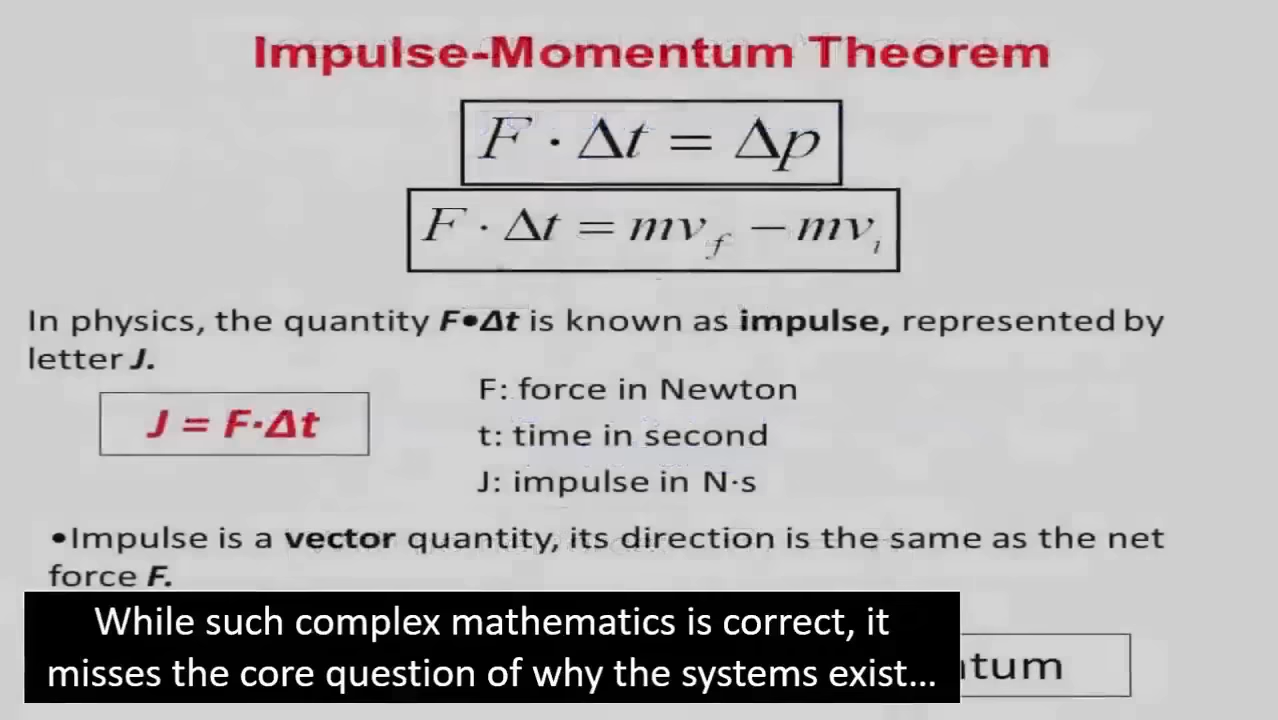 Impulse-Momentum Theorem
F · Δt = Δp
F · Δt = mv_f − mv_i
In physics, the quantity F•Δt is known as impulse, represented by
letter J.
J = F·Δt
F: force in Newton
t: time in second
J: impulse in N·s
•Impulse is a vector quantity, its direction is the same as the net
force F.
While such complex mathematics is correct, it
misses the core question of why the systems exist...